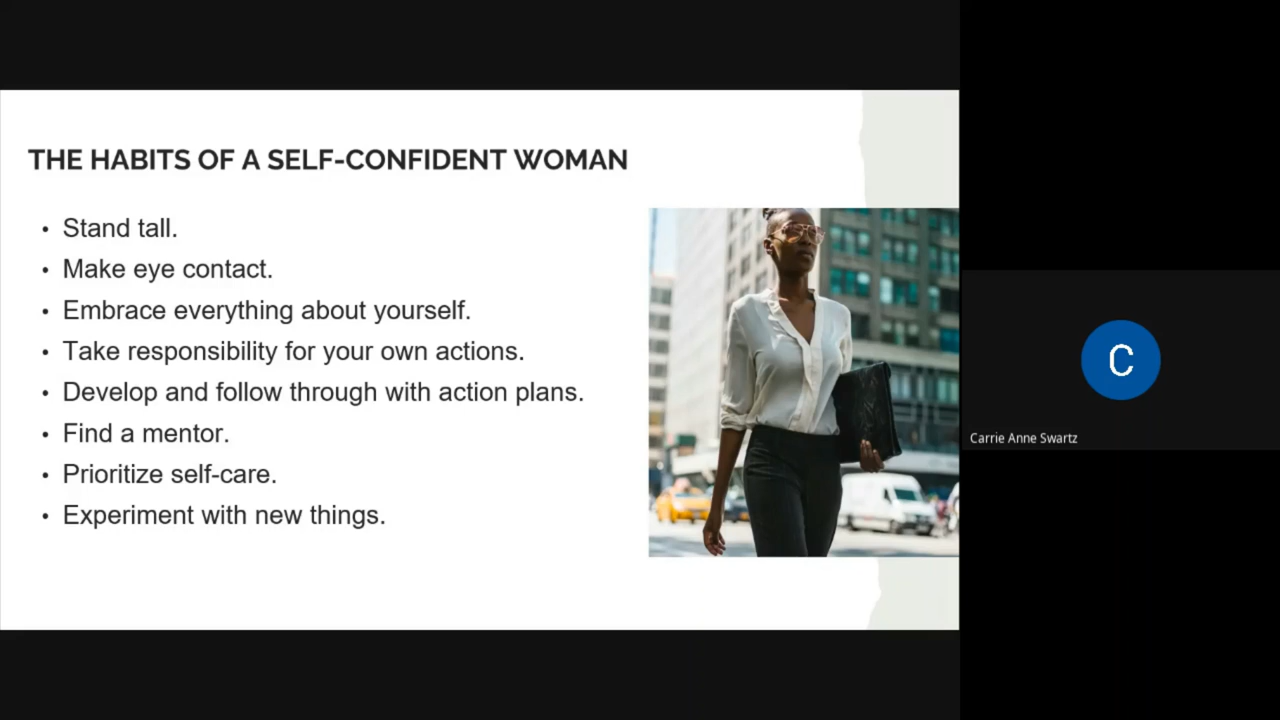 THE HABITS OF A SELF-CONFIDENT WOMAN
• Stand tall.
• Make eye contact.
• Embrace everything about yourself.
• Take responsibility for your own actions.
• Develop and follow through with action plans.
• Find a mentor.
• Prioritize self-care.
• Experiment with new things.
C
Carrie Anne Swartz